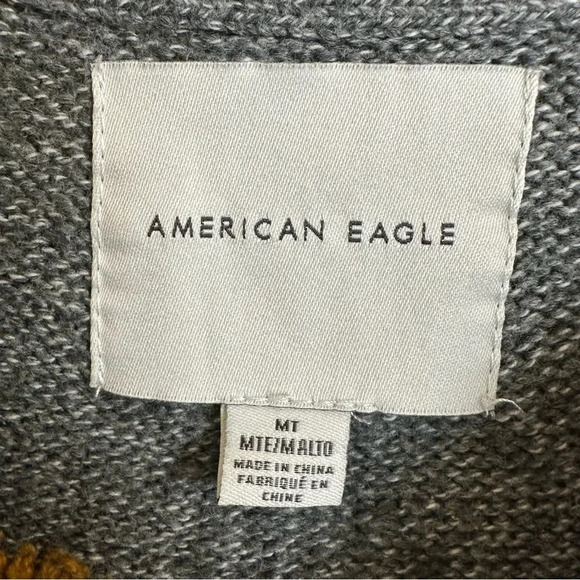 AMERICAN EAGLE
MT
MTE/M ALTO
MADE IN CHINA
FABRIQUÉ EN
CHINE